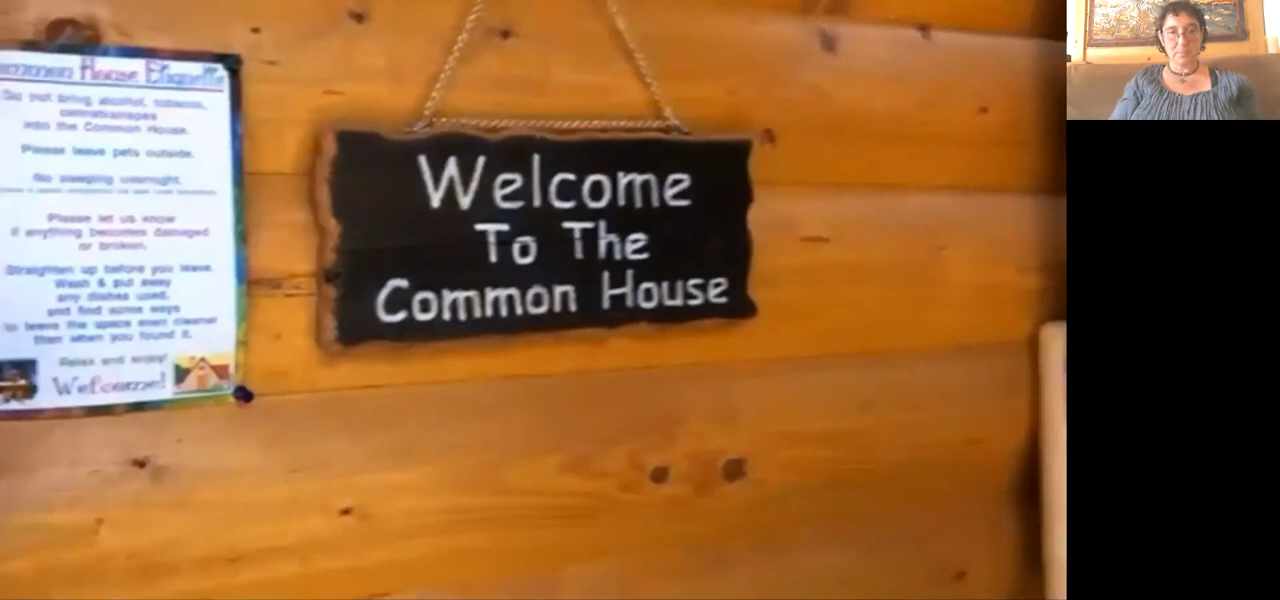 Common House Etiquette
Do not bring alcohol, tobacco,
into the Common House.
Please leave pets outside.
No sleeping overnight.
Please let us know
if anything becomes damaged
or broken.
Straighten up before you leave.
Wash & put away
any dishes used,
and find some ways
to leave the space even cleaner
than when you found it.
Relax and enjoy!
Welcome!
Welcome
To The
Common House